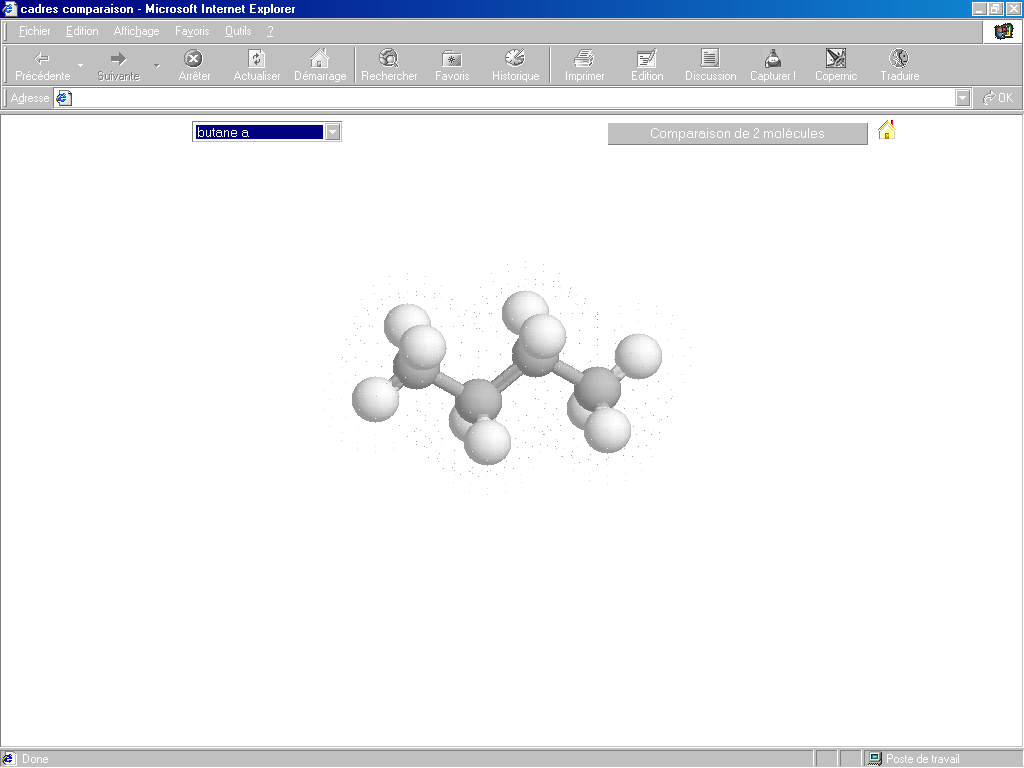 cadres comparaison - Microsoft Internet Explorer
Fichier Edition Affichage Favoris Outils ?
Précédente Suivante Arrêter Actualiser Démarrage Rechercher Favoris Historique Imprimer Edition Discussion Capturer ! Copernic Traduire
Adresse OK
butane a Comparaison de 2 molécules
Done Poste de travail